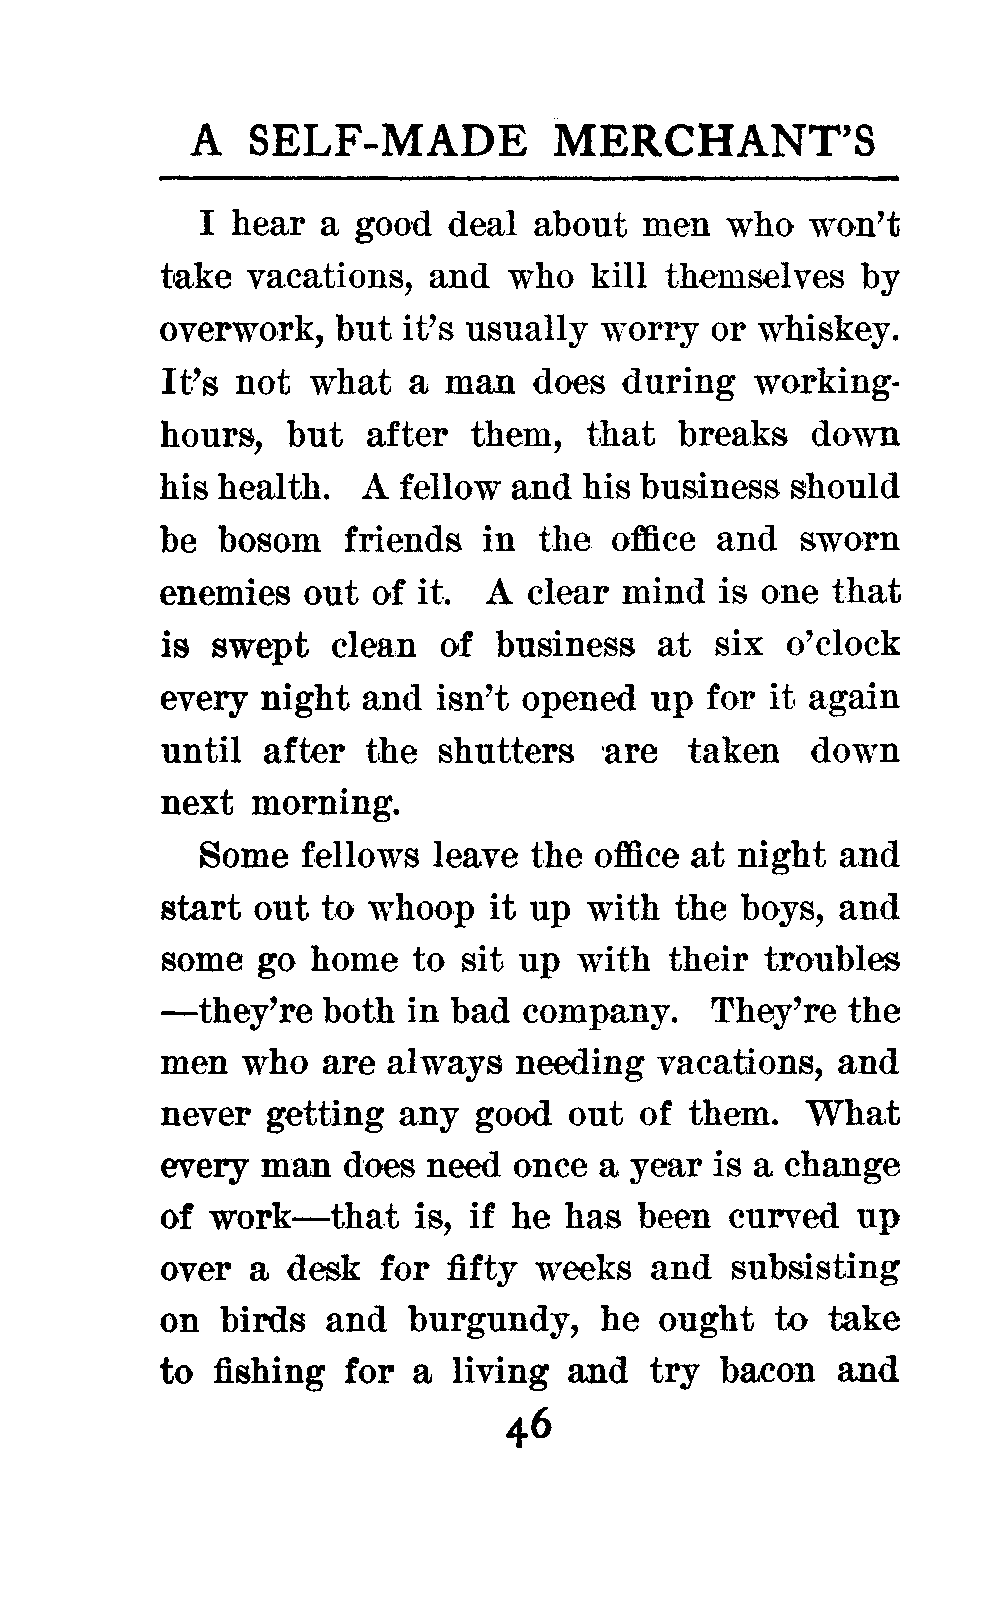 A SELF-MADE MERCHANT'S
I hear a good deal about men who won't
take vacations, and who kill themselves by
overwork, but it's usually worry or whiskey.
It's not what a man does during working-
hours, but after them, that breaks down
his health. A fellow and his business should
be bosom friends in the office and sworn
enemies out of it. A clear mind is one that
is swept clean of business at six o'clock
every night and isn't opened up for it again
until after the shutters are taken down
next morning.
Some fellows leave the office at night and
start out to whoop it up with the boys, and
some go home to sit up with their troubles
—they're both in bad company. They're the
men who are always needing vacations, and
never getting any good out of them. What
every man does need once a year is a change
of work—that is, if he has been curved up
over a desk for fifty weeks and subsisting
on birds and burgundy, he ought to take
to fishing for a living and try bacon and
46